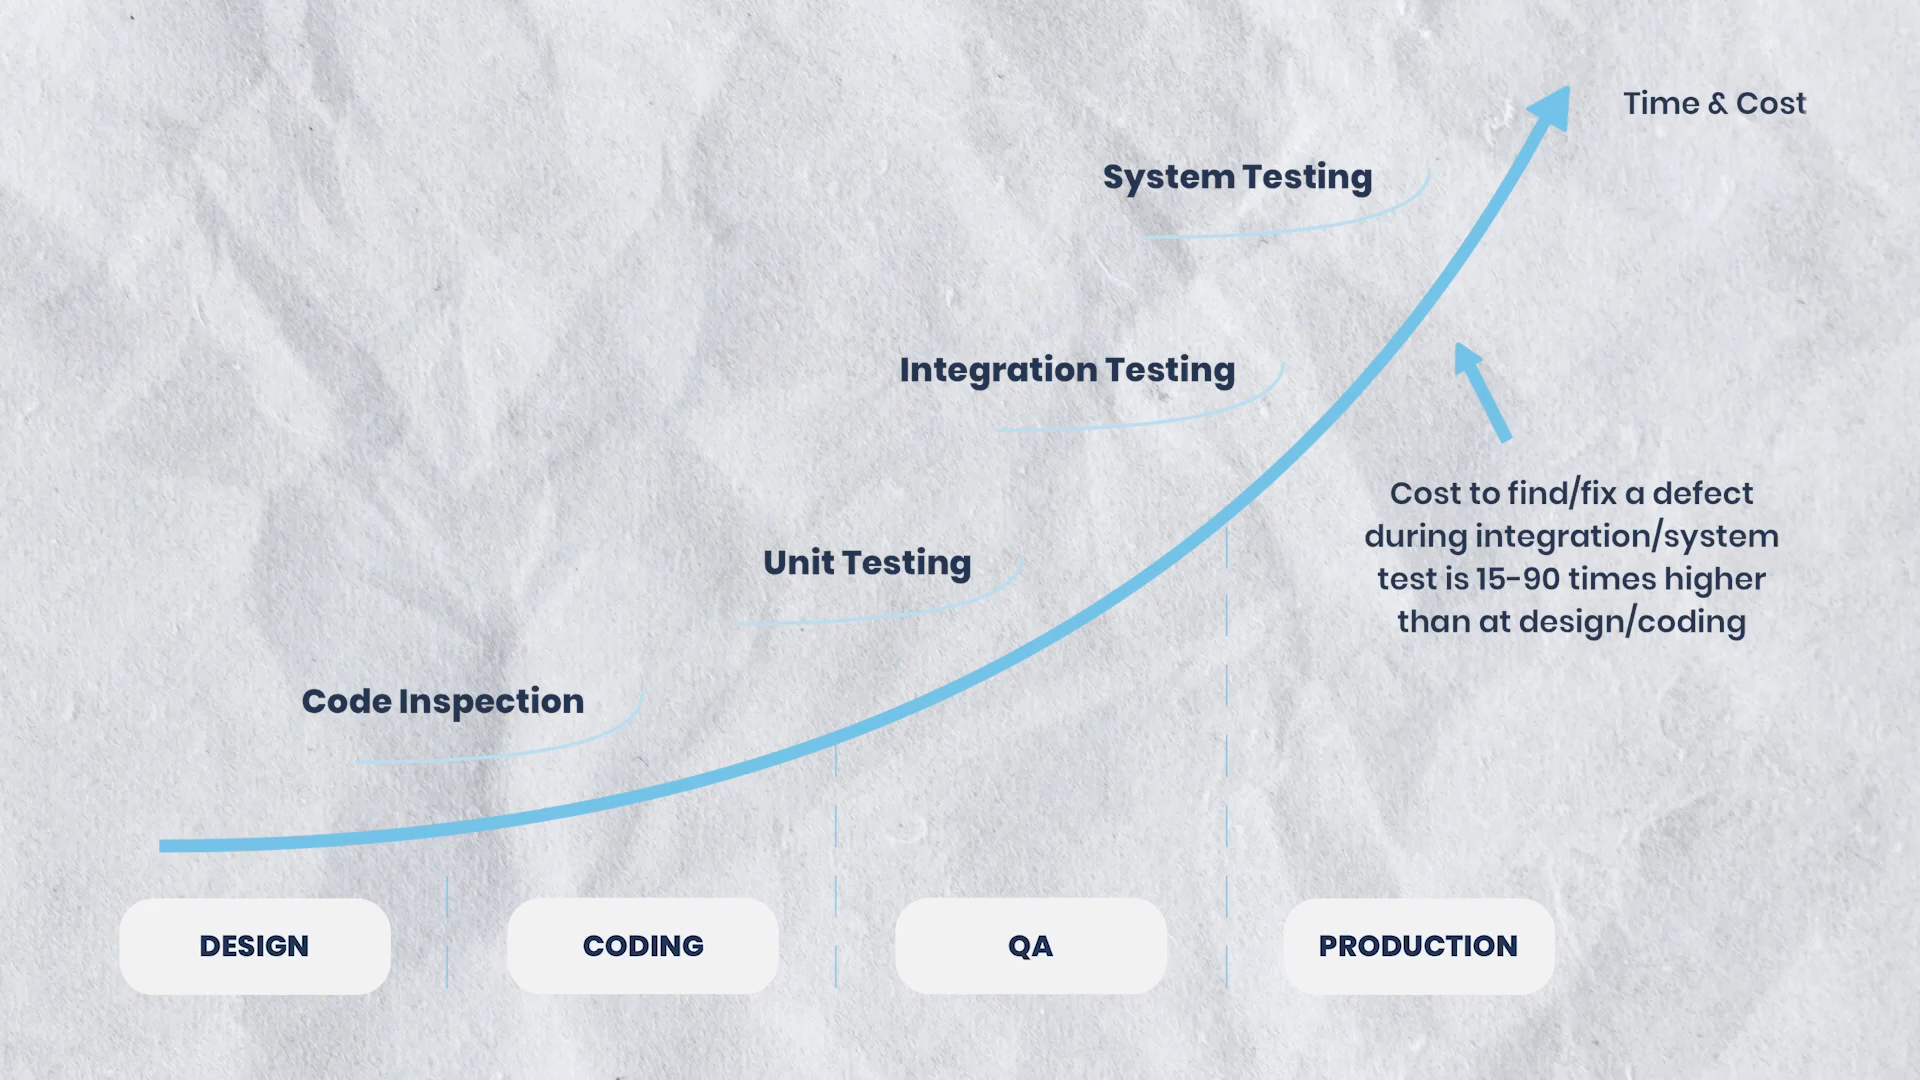 Time & Cost
System Testing
Integration Testing
Cost to find/fix a defect
during integration/system
test is 15-90 times higher
than at design/coding
Unit Testing
Code Inspection
DESIGN
CODING
QA
PRODUCTION